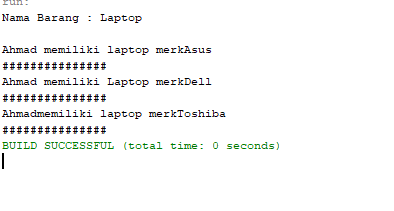 run:
Nama Barang : Laptop
Ahmad memiliki laptop merkAsus
###############
Ahmad memiliki Laptop merkDell
###############
Ahmadmemiliki laptop merkToshiba
###############
BUILD SUCCESSFUL (total time: 0 seconds)